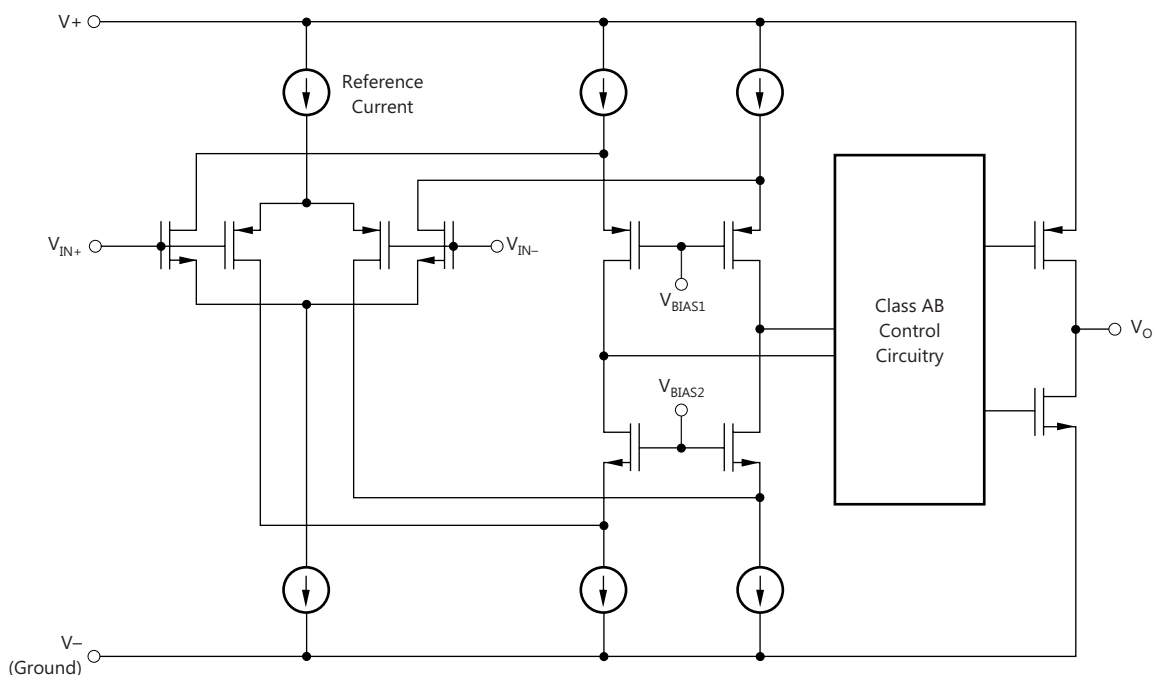 V+
Reference
Current
V_IN+
V_IN–
V_BIAS1
Class AB
Control
Circuitry
V_O
V_BIAS2
V–
(Ground)